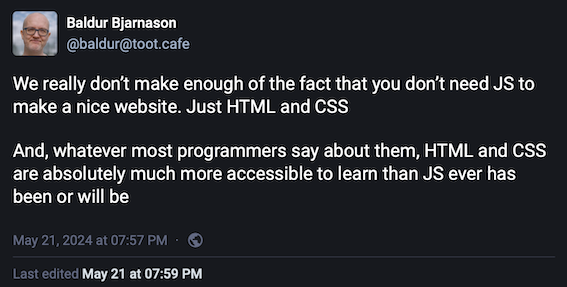 Baldur Bjarnason
@baldur@toot.cafe
We really don’t make enough of the fact that you don’t need JS to
make a nice website. Just HTML and CSS
And, whatever most programmers say about them, HTML and CSS
are absolutely much more accessible to learn than JS ever has
been or will be
May 21, 2024 at 07:57 PM ·
Last edited May 21 at 07:59 PM